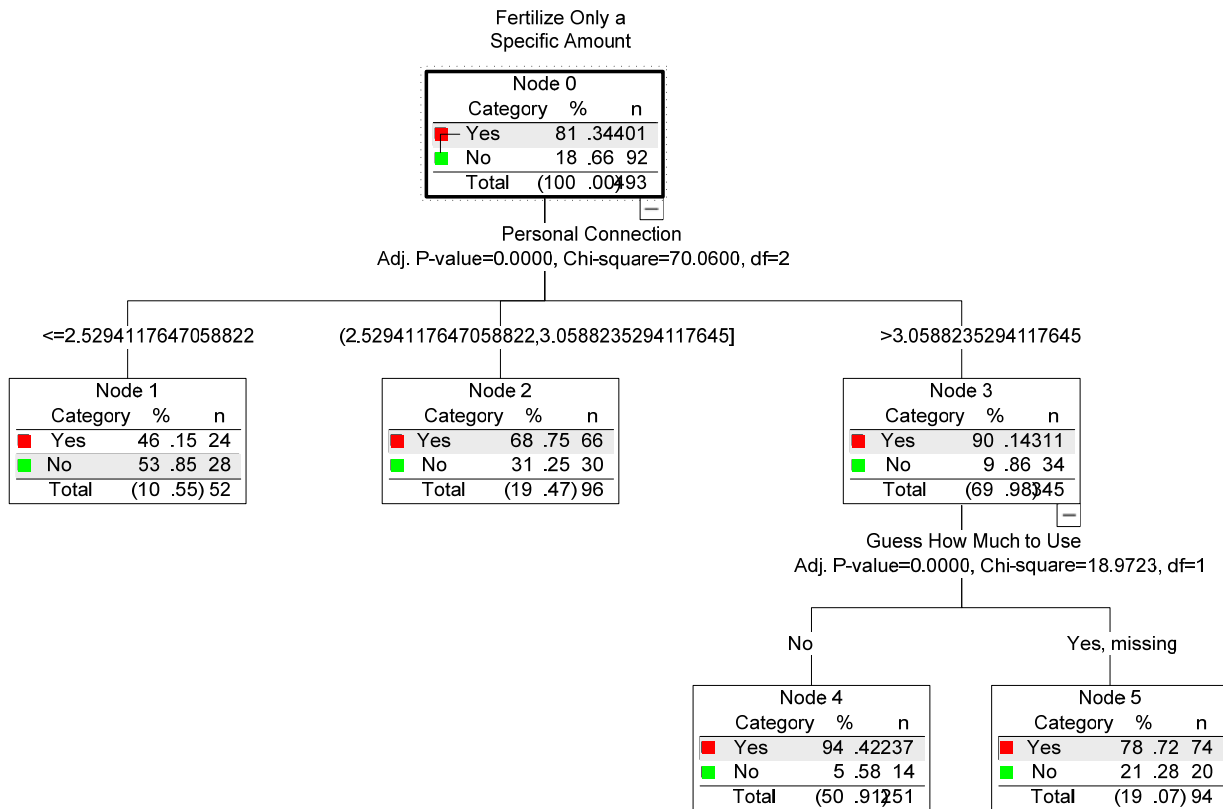 Fertilize Only a
Specific Amount
Node 0
Category % n
Yes 81 .34401
No 18 .66 92
Total (100 .00)493
Personal Connection
Adj. P-value=0.0000, Chi-square=70.0600, df=2
<=2.5294117647058822
(2.5294117647058822,3.0588235294117645]
>3.0588235294117645
Node 1
Category % n
Yes 46 .15 24
No 53 .85 28
Total (10 .55) 52
Node 2
Category % n
Yes 68 .75 66
No 31 .25 30
Total (19 .47) 96
Node 3
Category % n
Yes 90 .14311
No 9 .86 34
Total (69 .98)345
Guess How Much to Use
Adj. P-value=0.0000, Chi-square=18.9723, df=1
No
Yes, missing
Node 4
Category % n
Yes 94 .42237
No 5 .58 14
Total (50 .91)251
Node 5
Category % n
Yes 78 .72 74
No 21 .28 20
Total (19 .07) 94